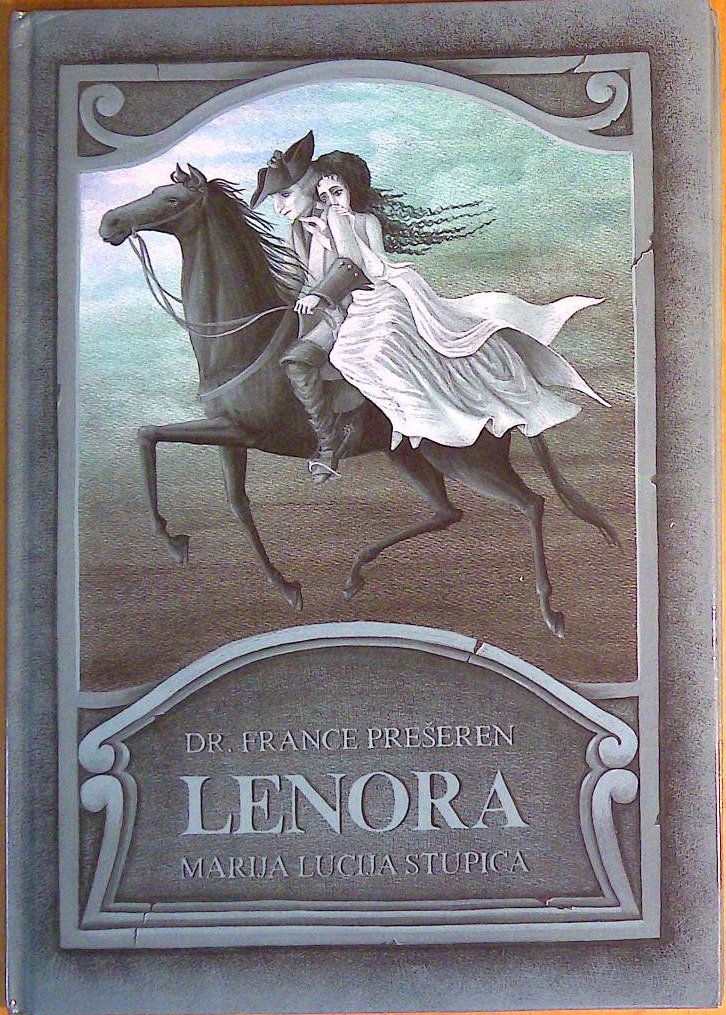 DR. FRANCE PREŠEREN
LENORA
MARIJA LUCIJA STUPICA